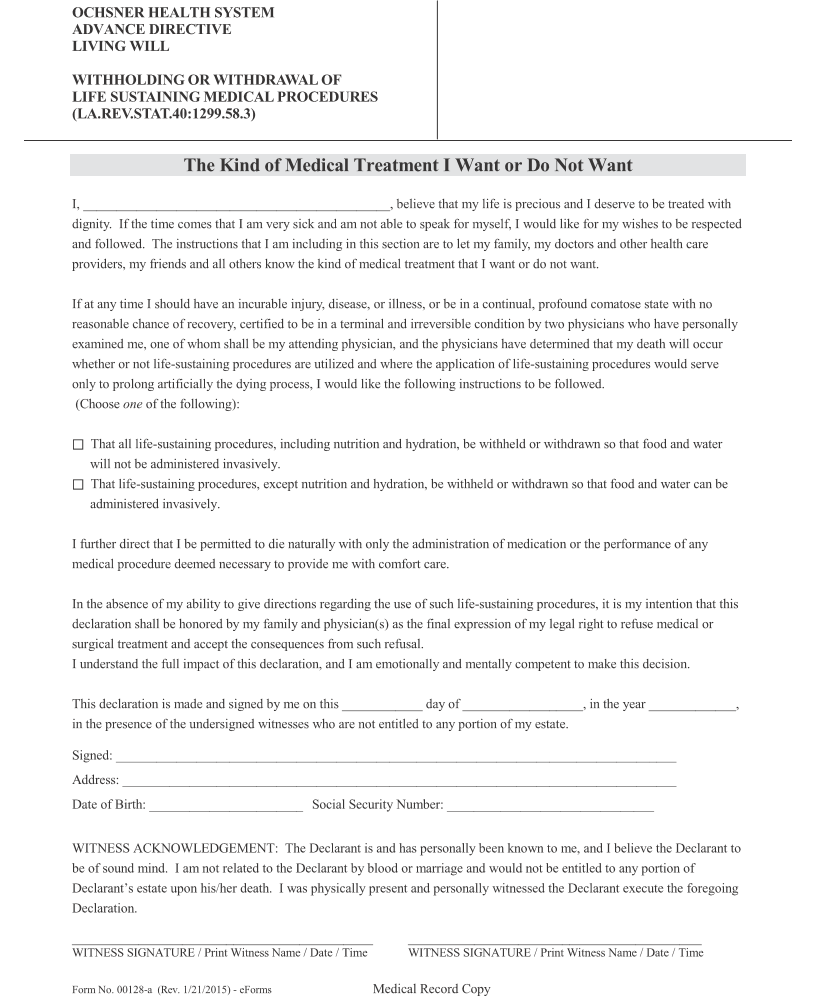 OCHSNER HEALTH SYSTEM
ADVANCE DIRECTIVE
LIVING WILL
WITHHOLDING OR WITHDRAWAL OF
LIFE SUSTAINING MEDICAL PROCEDURES
(LA.REV.STAT.40:1299.58.3)
The Kind of Medical Treatment I Want or Do Not Want
I, ______________________________________________, believe that my life is precious and I deserve to be treated with
dignity.  If the time comes that I am very sick and am not able to speak for myself, I would like for my wishes to be respected
and followed.  The instructions that I am including in this section are to let my family, my doctors and other health care
providers, my friends and all others know the kind of medical treatment that I want or do not want.
If at any time I should have an incurable injury, disease, or illness, or be in a continual, profound comatose state with no
reasonable chance of recovery, certified to be in a terminal and irreversible condition by two physicians who have personally
examined me, one of whom shall be my attending physician, and the physicians have determined that my death will occur
whether or not life-sustaining procedures are utilized and where the application of life-sustaining procedures would serve
only to prolong artificially the dying process, I would like the following instructions to be followed.
(Choose one of the following):
☐ That all life-sustaining procedures, including nutrition and hydration, be withheld or withdrawn so that food and water
will not be administered invasively.
☐ That life-sustaining procedures, except nutrition and hydration, be withheld or withdrawn so that food and water can be
administered invasively.
I further direct that I be permitted to die naturally with only the administration of medication or the performance of any
medical procedure deemed necessary to provide me with comfort care.
In the absence of my ability to give directions regarding the use of such life-sustaining procedures, it is my intention that this
declaration shall be honored by my family and physician(s) as the final expression of my legal right to refuse medical or
surgical treatment and accept the consequences from such refusal.
I understand the full impact of this declaration, and I am emotionally and mentally competent to make this decision.
This declaration is made and signed by me on this ____________ day of __________________, in the year _____________,
in the presence of the undersigned witnesses who are not entitled to any portion of my estate.
Signed: ____________________________________________________________________________________
Address: ___________________________________________________________________________________
Date of Birth: _______________________ Social Security Number: _______________________________
WITNESS ACKNOWLEDGEMENT:  The Declarant is and has personally been known to me, and I believe the Declarant to
be of sound mind.  I am not related to the Declarant by blood or marriage and would not be entitled to any portion of
Declarant's estate upon his/her death.  I was physically present and personally witnessed the Declarant execute the foregoing
Declaration.
_____________________________________________ ____________________________________________
WITNESS SIGNATURE / Print Witness Name / Date / Time WITNESS SIGNATURE / Print Witness Name / Date / Time
Form No. 00128-a  (Rev. 1/21/2015) - eForms Medical Record Copy